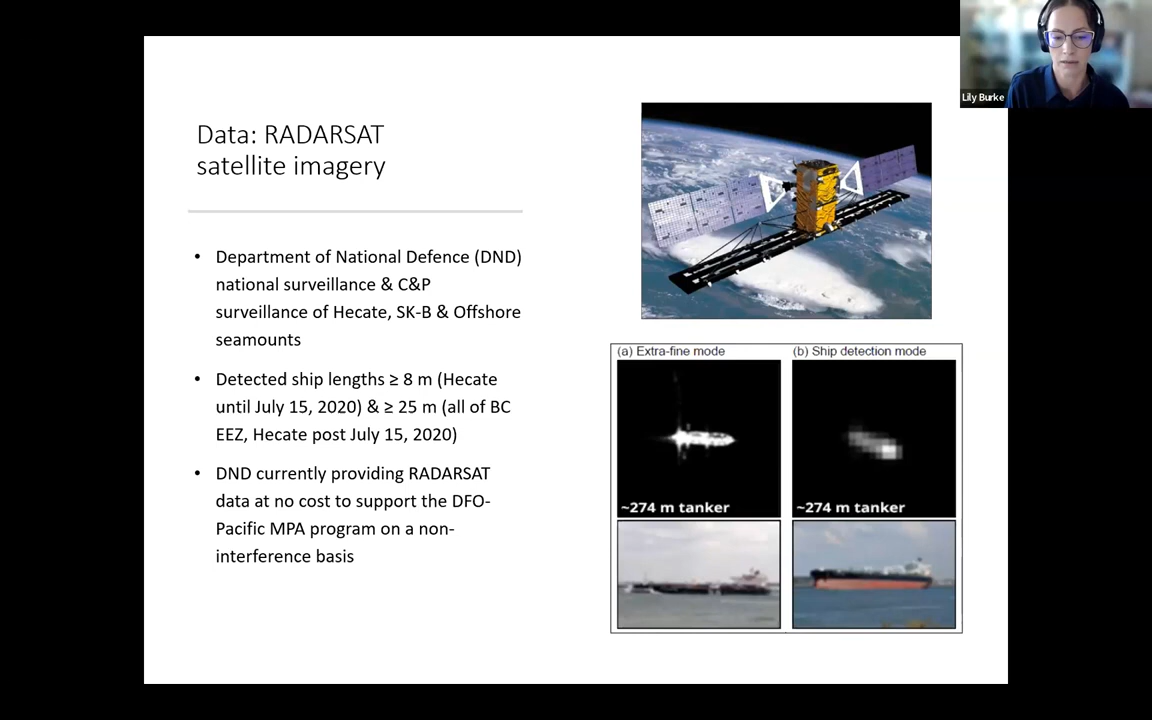 Lily Burke
Data: RADARSAT
satellite imagery
• Department of National Defence (DND)
national surveillance & C&P
surveillance of Hecate, SK-B & Offshore
seamounts
• Detected ship lengths ≥ 8 m (Hecate
until July 15, 2020) & ≥ 25 m (all of BC
EEZ, Hecate post July 15, 2020)
• DND currently providing RADARSAT
data at no cost to support the DFO-
Pacific MPA program on a non-
interference basis
(a) Extra-fine mode
(b) Ship detection mode
~274 m tanker
~274 m tanker